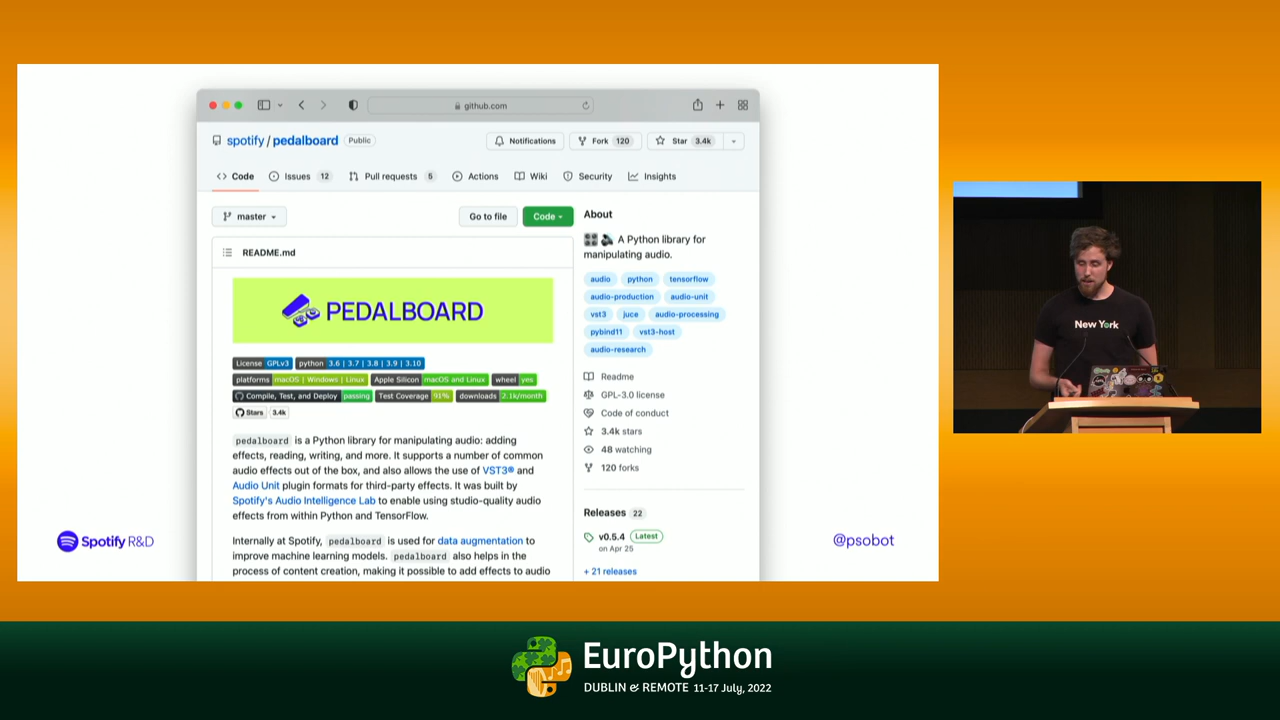 github.com
spotify / pedalboard Public
Notifications
Fork 120
Star 3.4k
Code
Issues 12
Pull requests 5
Actions
Wiki
Security
Insights
master
Go to file
Code
README.md
PEDALBOARD
License GPLv3 python 3.6 | 3.7 | 3.8 | 3.9 | 3.10
platforms macOS | Windows | Linux Apple Silicon macOS and Linux wheel yes
Compile, Test, and Deploy passing Test Coverage 91% downloads 2.1k/month
Stars 3.4k
pedalboard is a Python library for manipulating audio: adding
effects, reading, writing, and more. It supports a number of common
audio effects out of the box, and also allows the use of VST3® and
Audio Unit plugin formats for third-party effects. It was built by
Spotify's Audio Intelligence Lab to enable using studio-quality audio
effects from within Python and TensorFlow.
Internally at Spotify, pedalboard is used for data augmentation to
improve machine learning models. pedalboard also helps in the
process of content creation, making it possible to add effects to audio
About
A Python library for
manipulating audio.
audio python tensorflow
audio-production audio-unit
vst3 juce audio-processing
pybind11 vst3-host
audio-research
Readme
GPL-3.0 license
Code of conduct
3.4k stars
48 watching
120 forks
Releases 22
v0.5.4 Latest
on Apr 25
+ 21 releases
Spotify R&D
@psobot
New York
EuroPython
DUBLIN & REMOTE 11-17 July, 2022